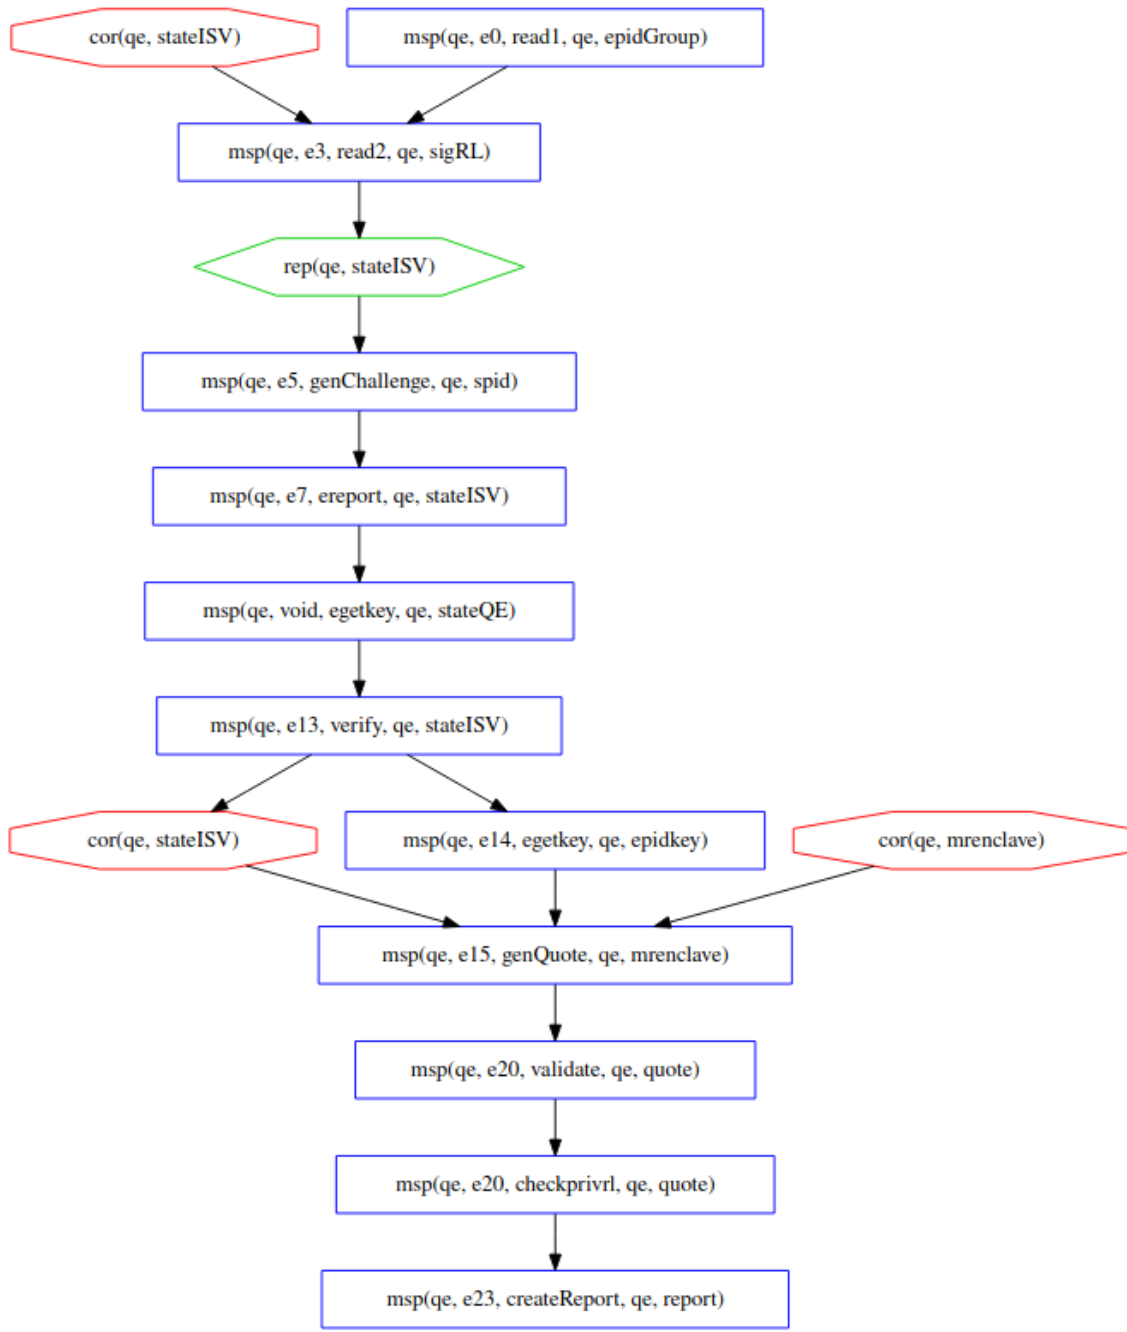 cor(qe, stateISV)
msp(qe, e0, read1, qe, epidGroup)
msp(qe, e3, read2, qe, sigRL)
rep(qe, stateISV)
msp(qe, e5, genChallenge, qe, spid)
msp(qe, e7, ereport, qe, stateISV)
msp(qe, void, egetkey, qe, stateQE)
msp(qe, e13, verify, qe, stateISV)
cor(qe, stateISV)
msp(qe, e14, egetkey, qe, epidkey)
cor(qe, mrenclave)
msp(qe, e15, genQuote, qe, mrenclave)
msp(qe, e20, validate, qe, quote)
msp(qe, e20, checkprivrl, qe, quote)
msp(qe, e23, createReport, qe, report)